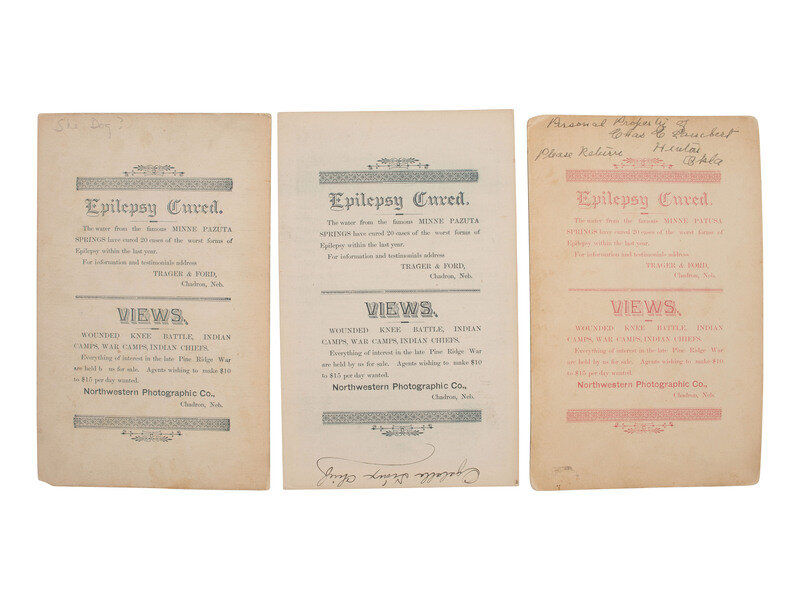 She Dog?
Epilepsy Cured.
The water from the famous MINNE PAZUTA
SPRINGS have cured 20 cases of the worst forms of
Epilepsy within the last year.
For information and testimonials address
TRAGER & FORD,
Chadron, Neb.
VIEWS.
WOUNDED KNEE BATTLE, INDIAN
CAMPS, WAR CAMPS, INDIAN CHIEFS.
Everything of interest in the late Pine Ridge War
are held b us for sale. Agents wishing to make $10
to $15 per day wanted.
Northwestern Photographic Co.,
Chadron, Neb.
Epilepsy Cured.
The water from the famous MINNE PAZUTA
SPRINGS have cured 20 cases of the worst forms of
Epilepsy within the last year.
For information and testimonials address
TRAGER & FORD,
Chadron, Neb.
VIEWS.
WOUNDED KNEE BATTLE, INDIAN
CAMPS, WAR CAMPS, INDIAN CHIEFS.
Everything of interest in the late Pine Ridge War
are held by us for sale. Agents wishing to make $10
to $15 per day wanted.
Northwestern Photographic Co.,
Chadron, Neb.
Sioux Chief
Personal Property of
Chas E
Please Return Hinton
Okla
Epilepsy Cured.
The water from the famous MINNE PATUSA
SPRINGS have cured 20 cases of the worst forms of
Epilepsy within the last year.
For information and testimonials address
TRAGER & FORD,
Chadron, Neb.
VIEWS.
WOUNDED KNEE BATTLE, INDIAN
CAMPS, WAR CAMPS, INDIAN CHIEFS.
Everything of interest in the late Pine Ridge War
are held by us for sale. Agents wishing to make $10
to $15 per day wanted.
Northwestern Photographic Co.,
Chadron, Neb.